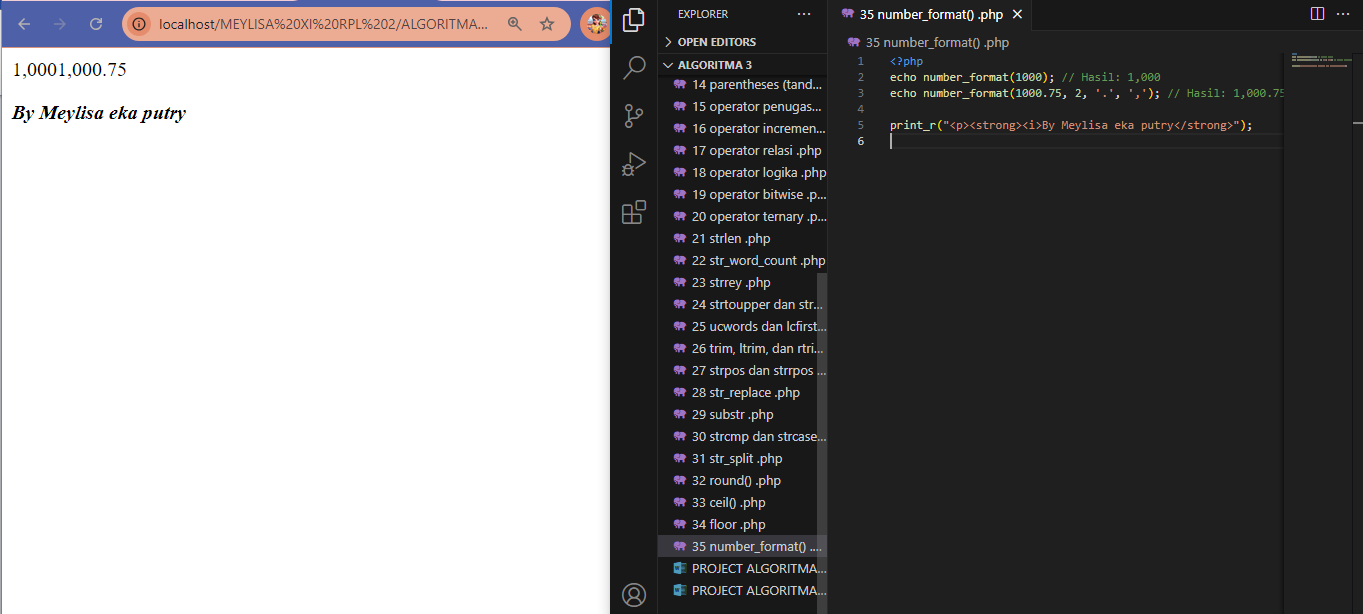 localhost/MEYLISA%20XI%20RPL%202/ALGORITMA...
1,0001,000.75
By Meylisa eka putry
EXPLORER
OPEN EDITORS
ALGORITMA 3
14 parentheses (tand...
15 operator penugas...
16 operator incremen...
17 operator relasi .php
18 operator logika .php
19 operator bitwise .p...
20 operator ternary .p...
21 strlen .php
22 str_word_count .php
23 strrey .php
24 strtoupper dan str...
25 ucwords dan lcfirst...
26 trim, ltrim, dan rtri...
27 strpos dan strrpos ...
28 str_replace .php
29 substr .php
30 strcmp dan strcase...
31 str_split .php
32 round() .php
33 ceil() .php
34 floor .php
35 number_format() ....
PROJECT ALGORITMA...
PROJECT ALGORITMA...
35 number_format() .php
35 number_format() .php
1 <?php
2 echo number_format(1000); // Hasil: 1,000
3 echo number_format(1000.75, 2, '.', ','); // Hasil: 1,000.75
4
5 print_r("<p><strong><i>By Meylisa eka putry</strong>");
6